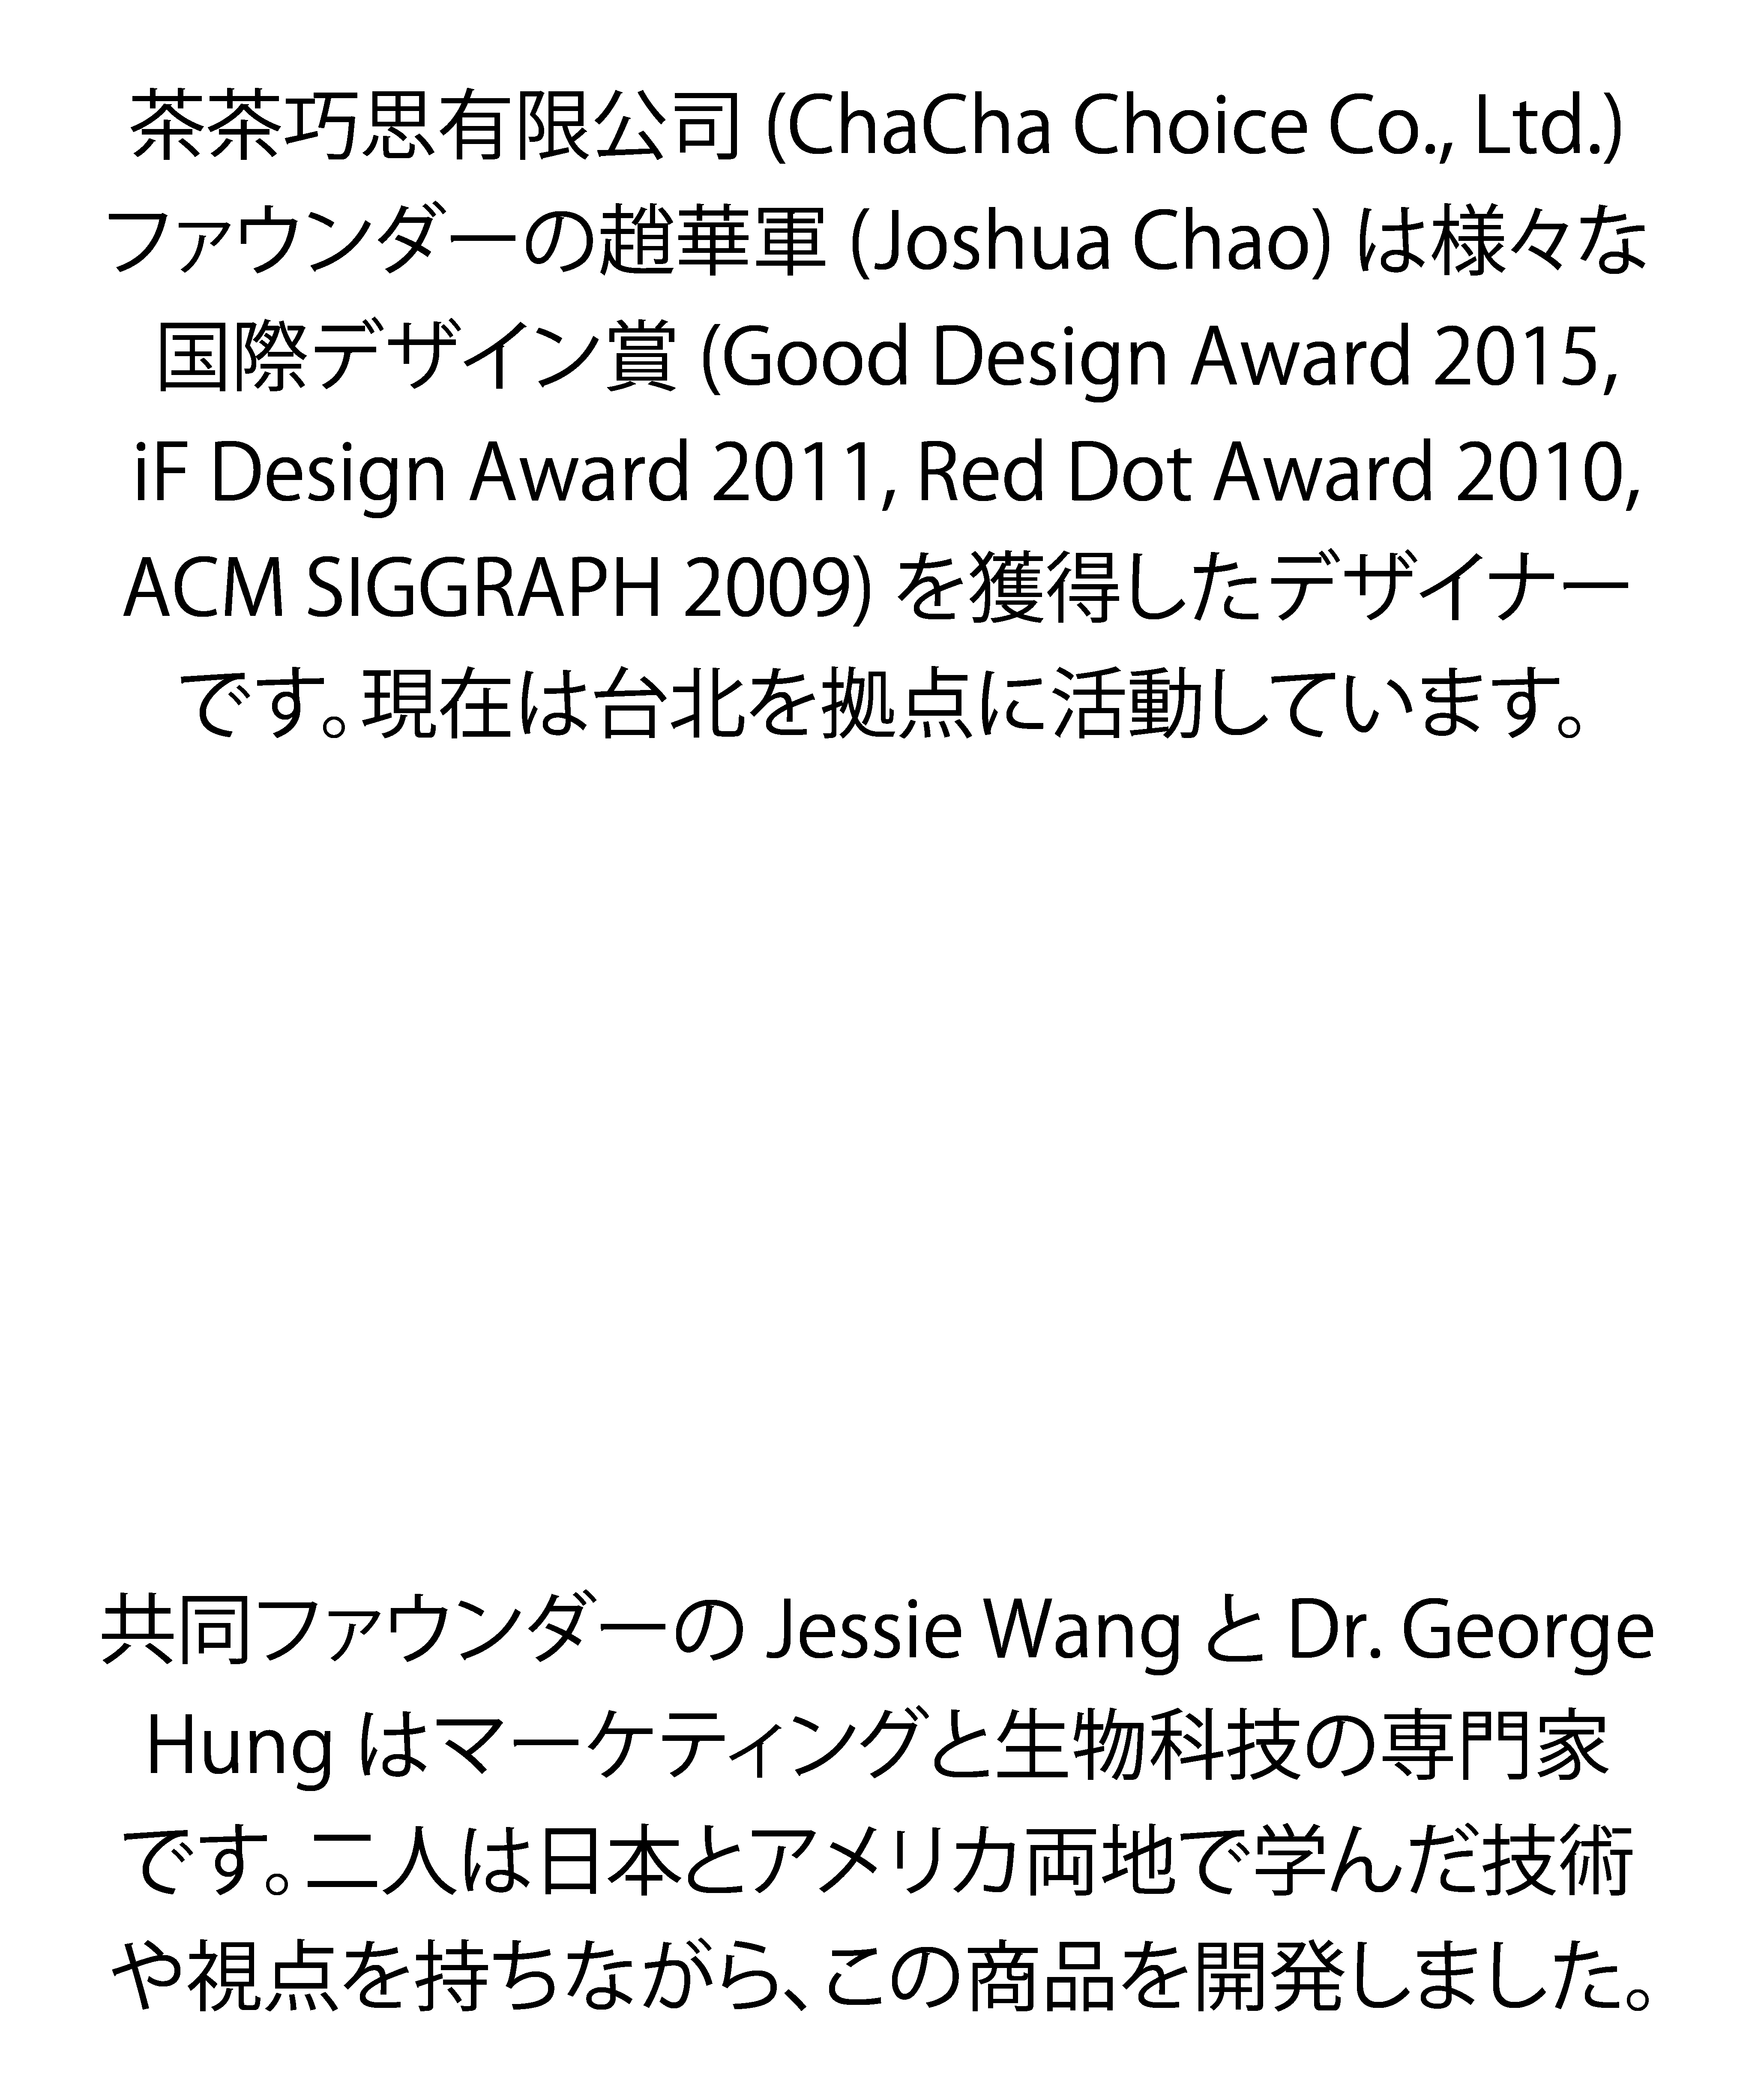 茶茶巧思有限公司 (ChaCha Choice Co., Ltd.)
ファウンダーの趙華軍 (Joshua Chao) は様々な
国際デザイン賞 (Good Design Award 2015,
iF Design Award 2011, Red Dot Award 2010,
ACM SIGGRAPH 2009) を獲得したデザイナー
です。現在は台北を拠点に活動しています。
共同ファウンダーの Jessie Wang と Dr. George
Hung はマーケティングと生物科技の専門家
です。二人は日本とアメリカ両地で学んだ技術
や視点を持ちながら、この商品を開発しました。